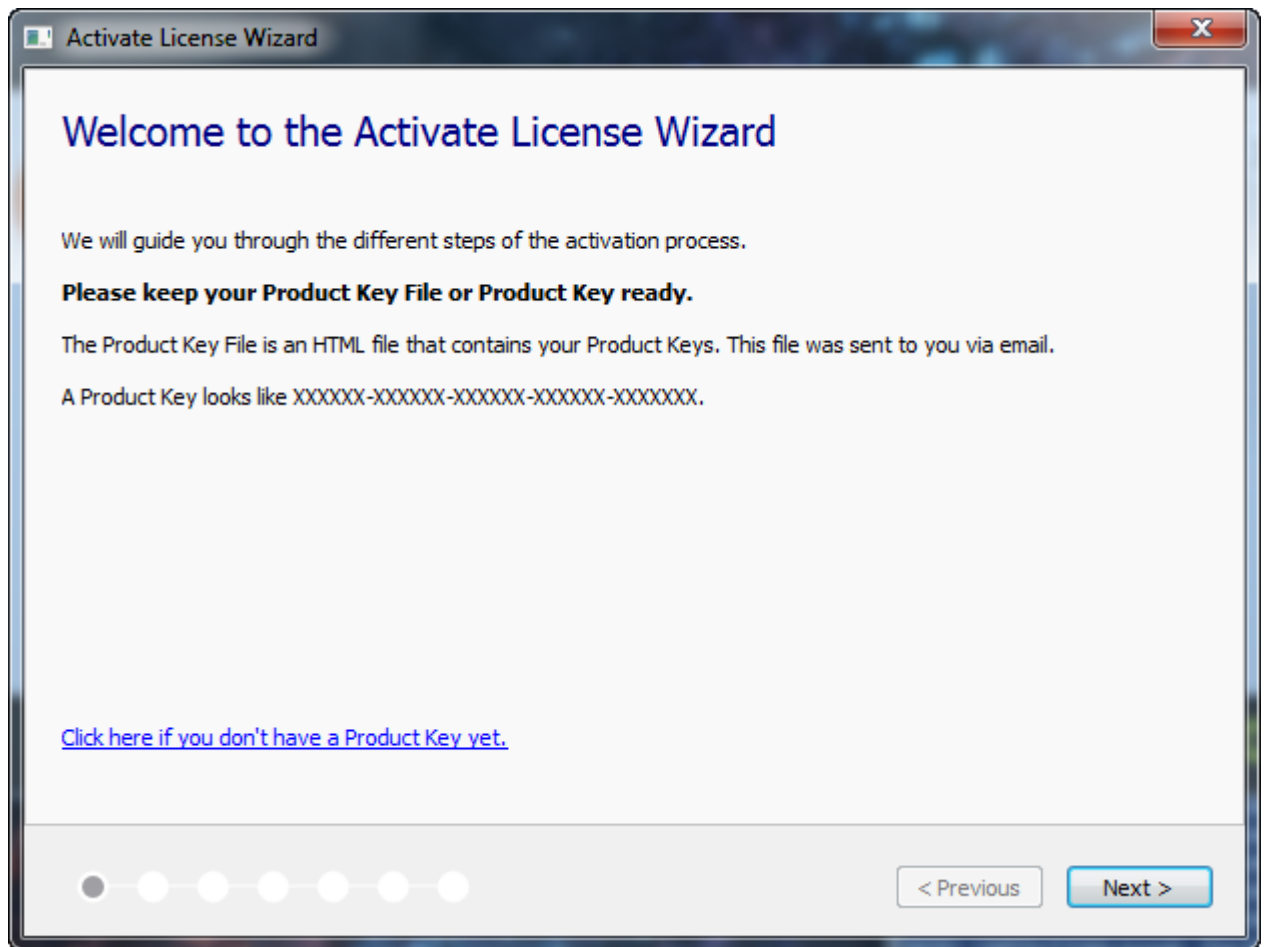 Activate License Wizard
X
Welcome to the Activate License Wizard
We will guide you through the different steps of the activation process.
Please keep your Product Key File or Product Key ready.
The Product Key File is an HTML file that contains your Product Keys. This file was sent to you via email.
A Product Key looks like XXXXXX-XXXXXX-XXXXXX-XXXXXX-XXXXXXX.
Click here if you don't have a Product Key yet.
< Previous
Next >